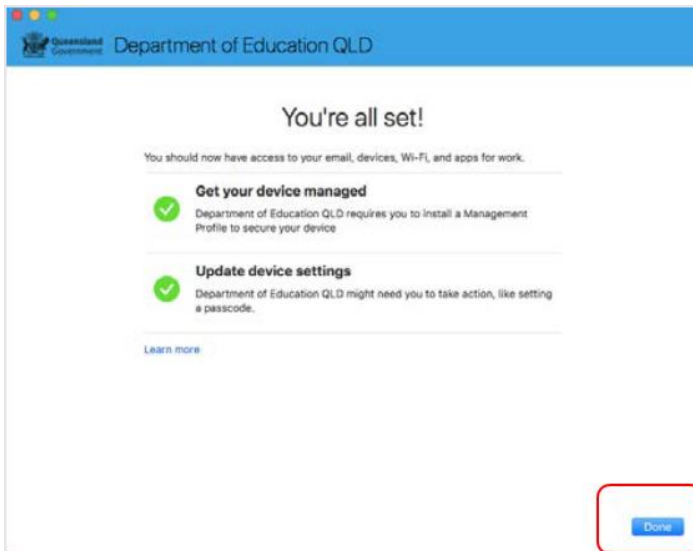 Queensland
Government
Department of Education QLD
You're all set!
You should now have access to your email, devices, Wi-Fi, and apps for work.
Get your device managed
Department of Education QLD requires you to install a Management
Profile to secure your device
Update device settings
Department of Education QLD might need you to take action, like setting
a passcode.
Learn more
Done